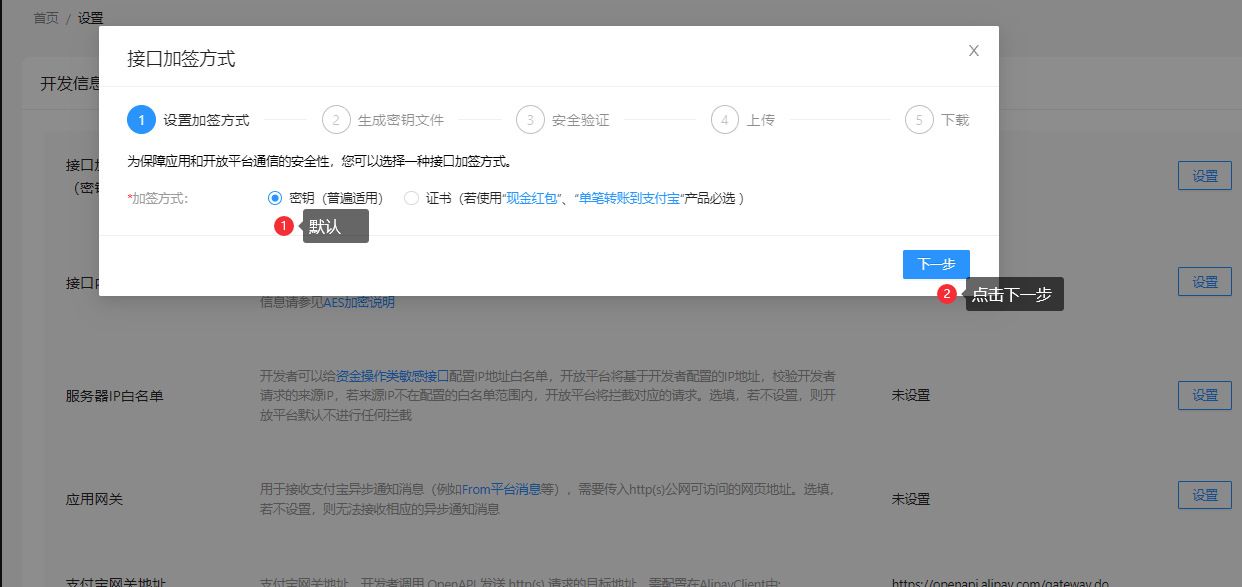 首页 / 设置
接口加签方式
X
开发信息
1 设置加签方式 2 生成密钥文件 3 安全验证 4 上传 5 下载
为保障应用和开放平台通信的安全性，您可以选择一种接口加签方式。
接口加
（密钥
设置
*加签方式: 密钥（普遍适用） 证书（若使用“现金红包”、“单笔转账到支付宝”产品必选 ）
1 默认
下一步
接口内
设置
2 点击下一步
信息请参见AES加密说明
开发者可以给资金操作类敏感接口配置IP地址白名单，开放平台将基于开发者配置的IP地址，校验开发者
服务器IP白名单 请求的来源IP，若来源IP不在配置的白名单范围内，开放平台将拦截对应的请求。选填，若不设置，则开 未设置 设置
放平台默认不进行任何拦截
用于接收支付宝异步通知消息（例如From平台消息等），需要传入http(s)公网可访问的网页地址。选填，
应用网关 未设置 设置
若不设置，则无法接收相应的异步通知消息
支付宝网关地址 支付宝网关地址，开发者调用 OpenAPI 发送 http(s) 请求的目标地址，需配置在AlipayClient中: https://openapi.alipay.com/gateway.do